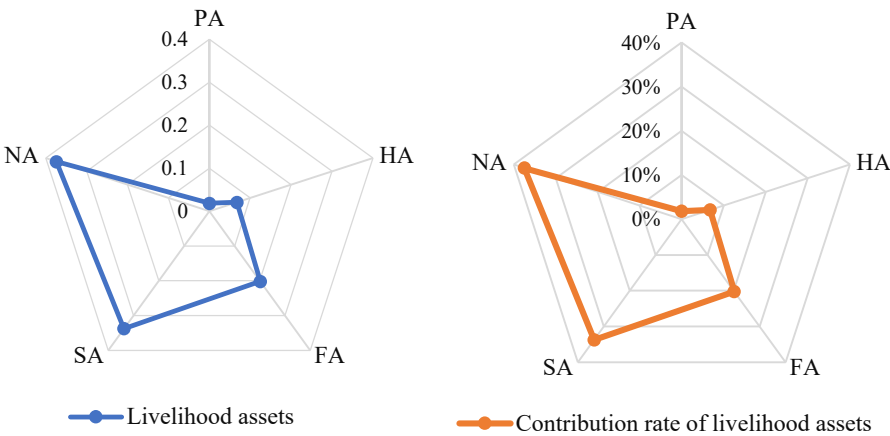 PA
0.4
0.3
0.2
0.1
0
NA
HA
SA
FA
Livelihood assets
PA
40%
30%
20%
10%
0%
NA
HA
SA
FA
Contribution rate of livelihood assets